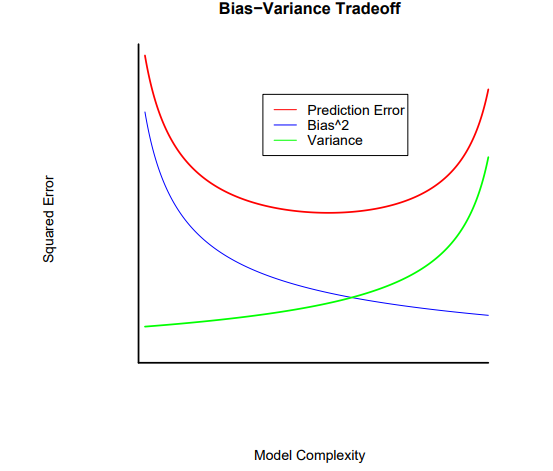 Bias−Variance Tradeoff
Prediction Error
Bias^2
Variance
Squared Error
Model Complexity